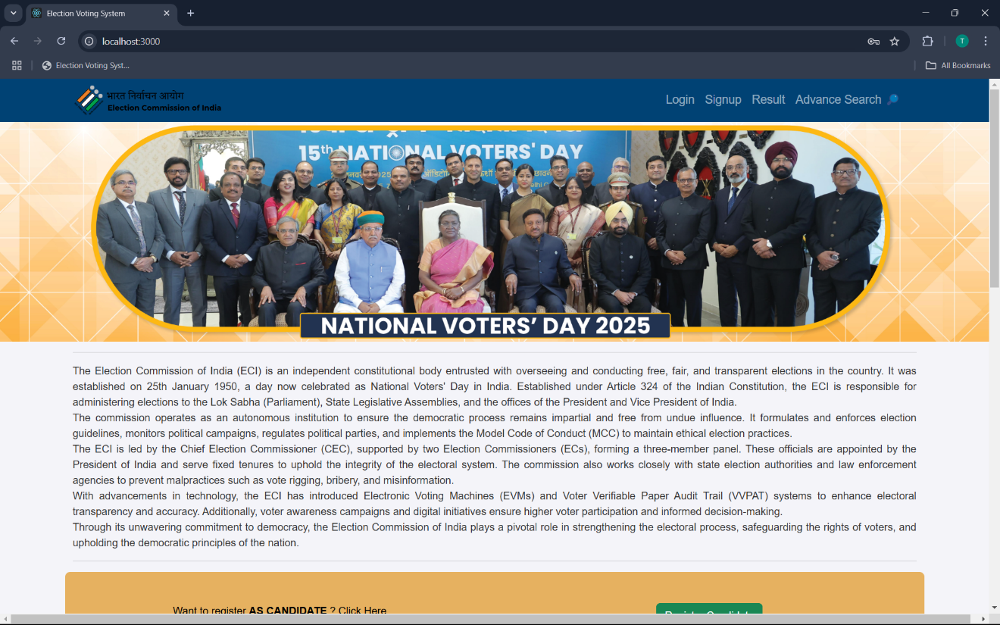 Election Voting System
localhost:3000
T
Election Voting Syst...
All Bookmarks
भारत निर्वाचन आयोग
Election Commission of India
Login Signup Result Advance Search
15th NATIONAL VOTERS' DAY
NATIONAL VOTERS' DAY 2025
The Election Commission of India (ECI) is an independent constitutional body entrusted with overseeing and conducting free, fair, and transparent elections in the country. It was
established on 25th January 1950, a day now celebrated as National Voters' Day in India. Established under Article 324 of the Indian Constitution, the ECI is responsible for
administering elections to the Lok Sabha (Parliament), State Legislative Assemblies, and the offices of the President and Vice President of India.
The commission operates as an autonomous institution to ensure the democratic process remains impartial and free from undue influence. It formulates and enforces election
guidelines, monitors political campaigns, regulates political parties, and implements the Model Code of Conduct (MCC) to maintain ethical election practices.
The ECI is led by the Chief Election Commissioner (CEC), supported by two Election Commissioners (ECs), forming a three-member panel. These officials are appointed by the
President of India and serve fixed tenures to uphold the integrity of the electoral system. The commission also works closely with state election authorities and law enforcement
agencies to prevent malpractices such as vote rigging, bribery, and misinformation.
With advancements in technology, the ECI has introduced Electronic Voting Machines (EVMs) and Voter Verifiable Paper Audit Trail (VVPAT) systems to enhance electoral
transparency and accuracy. Additionally, voter awareness campaigns and digital initiatives ensure higher voter participation and informed decision-making.
Through its unwavering commitment to democracy, the Election Commission of India plays a pivotal role in strengthening the electoral process, safeguarding the rights of voters, and
upholding the democratic principles of the nation.
Want to register AS CANDIDATE ? Click Here
Register Candidate